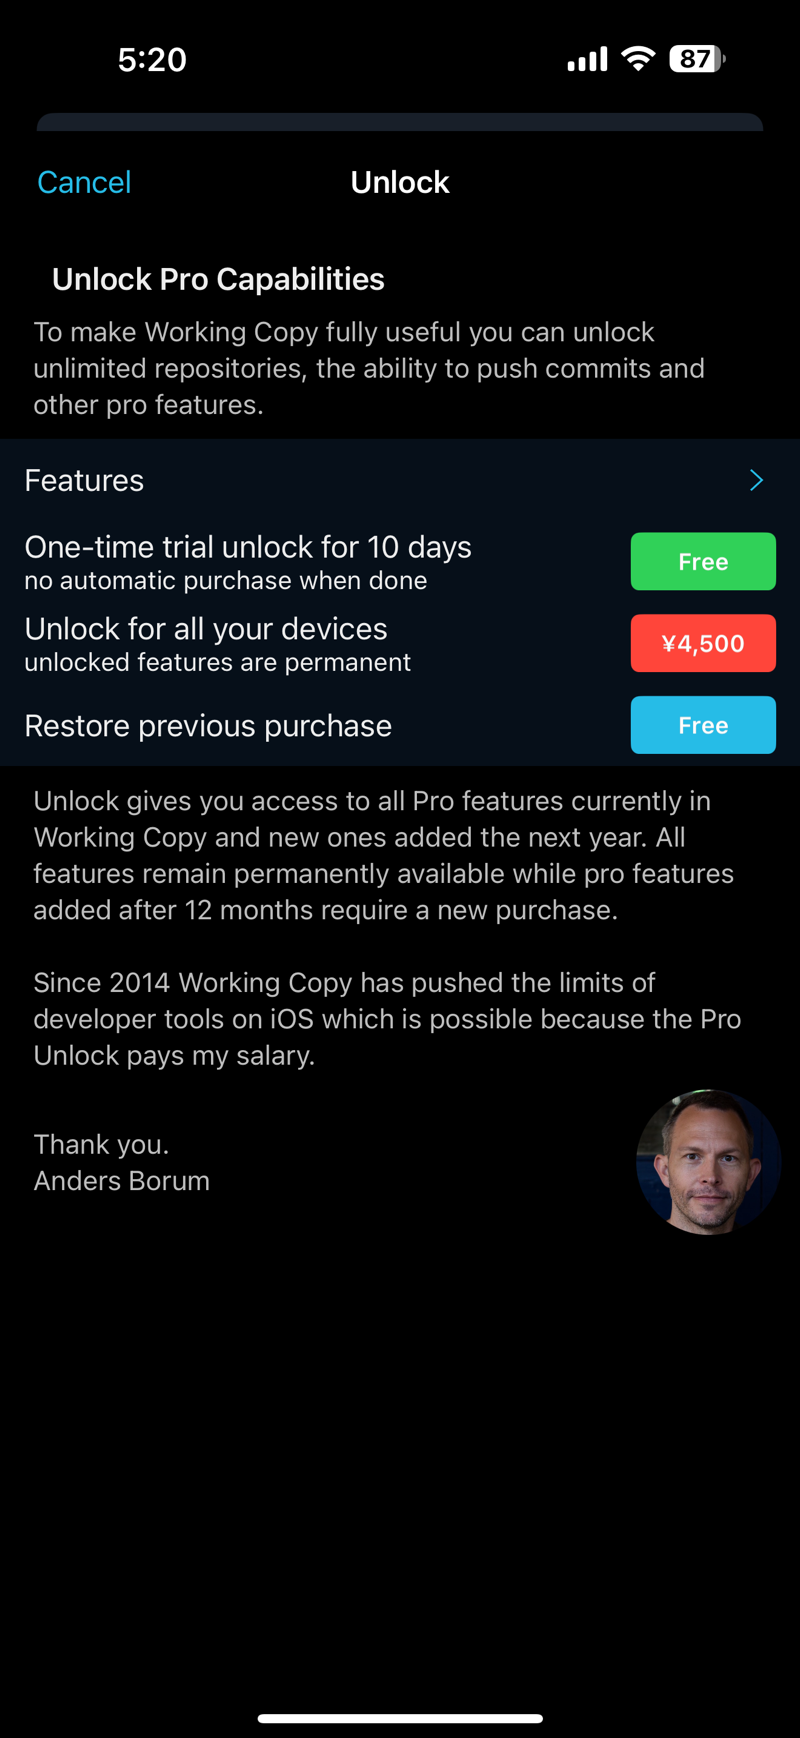 5:20
87
Cancel
Unlock
Unlock Pro Capabilities
To make Working Copy fully useful you can unlock
unlimited repositories, the ability to push commits and
other pro features.
Features
One-time trial unlock for 10 days
no automatic purchase when done
Free
Unlock for all your devices
unlocked features are permanent
¥4,500
Restore previous purchase
Free
Unlock gives you access to all Pro features currently in
Working Copy and new ones added the next year. All
features remain permanently available while pro features
added after 12 months require a new purchase.
Since 2014 Working Copy has pushed the limits of
developer tools on iOS which is possible because the Pro
Unlock pays my salary.
Thank you.
Anders Borum